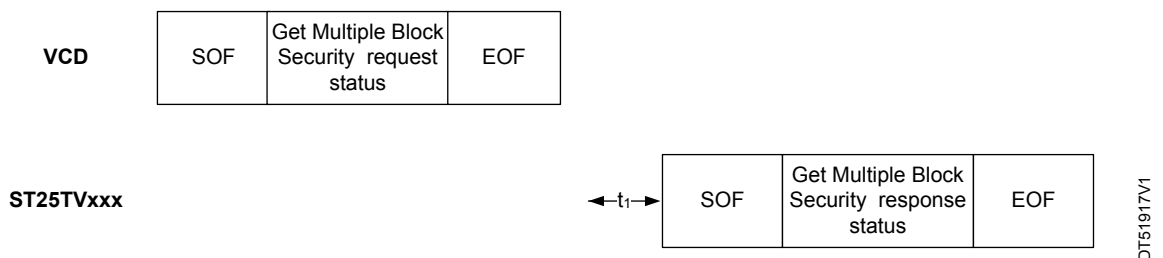 VCD
SOF
Get Multiple Block
Security request
status
EOF
ST25TVxxx
t1
SOF
Get Multiple Block
Security response
status
EOF
DT51917V1